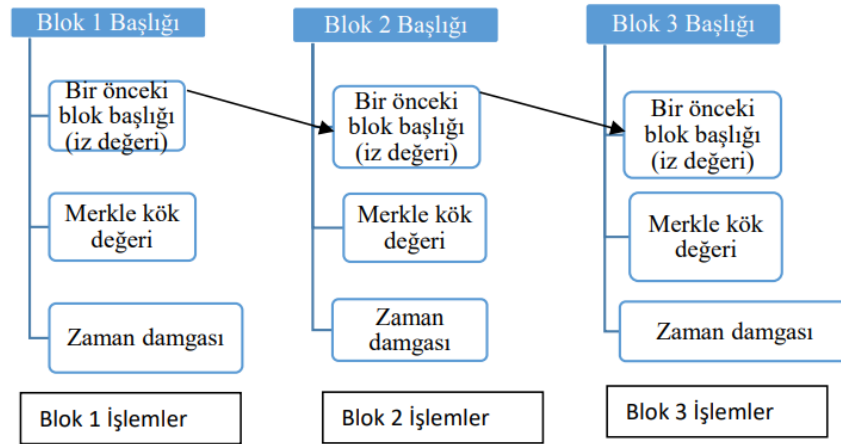 Blok 1 Başlığı
Bir önceki
blok başlığı
(iz değeri)
Merkle kök
değeri
Zaman damgası
Blok 1 İşlemler
Blok 2 Başlığı
Bir önceki
blok başlığı
(iz değeri)
Merkle kök
değeri
Zaman
damgası
Blok 2 İşlemler
Blok 3 Başlığı
Bir önceki
blok başlığı
(iz değeri)
Merkle kök
değeri
Zaman damgası
Blok 3 İşlemler